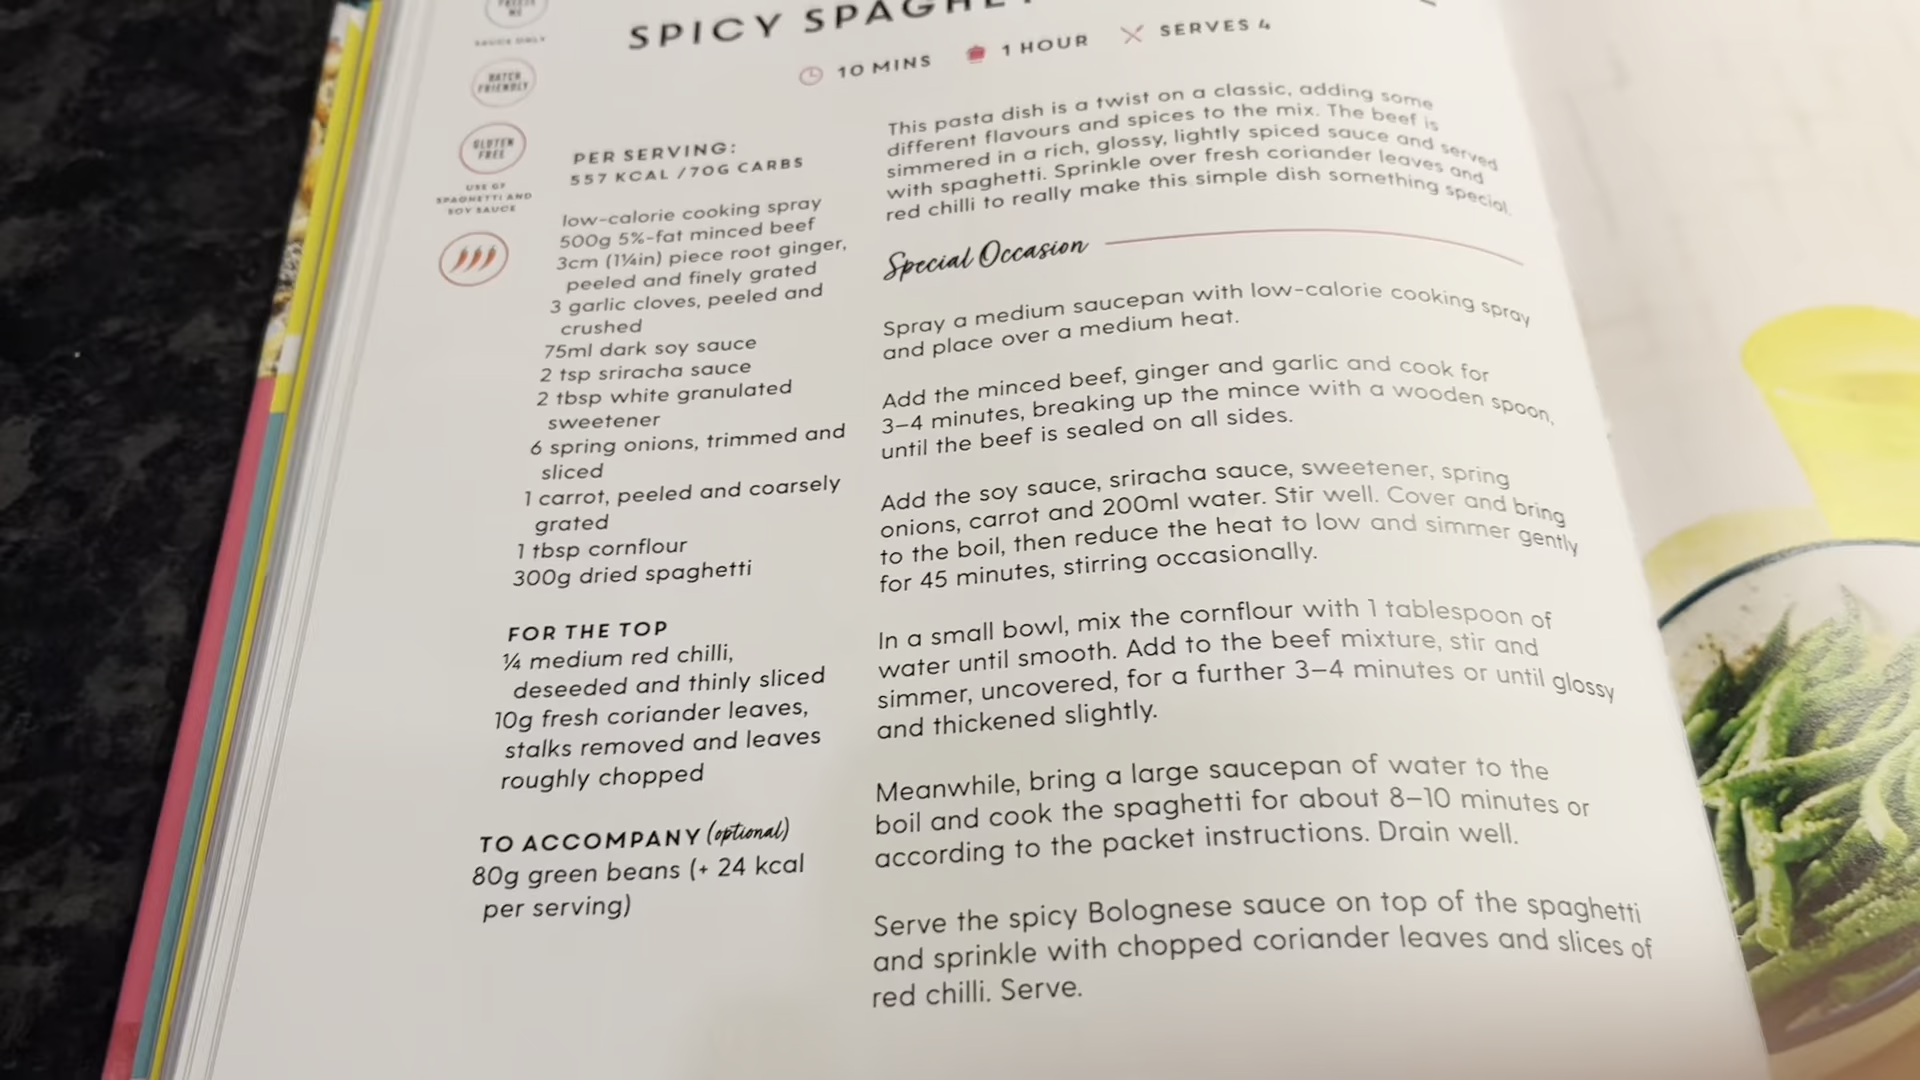 FREEZE
ME
SAUCE ONLY
BATCH
FRIENDLY
GLUTEN
FREE
USE GF
SPAGHETTI AND
SOY SAUCE
SPICY
10 MINS
1 HOUR
SERVES 4
PER SERVING:
557 KCAL /70G CARBS
low-calorie cooking spray
500g 5%-fat minced beef
3cm (1¼in) piece root ginger,
peeled and finely grated
3 garlic cloves, peeled and
crushed
75ml dark soy sauce
2 tsp sriracha sauce
2 tbsp white granulated
sweetener
6 spring onions, trimmed and
sliced
1 carrot, peeled and coarsely
grated
1 tbsp cornflour
300g dried spaghetti
FOR THE TOP
¼ medium red chilli,
deseeded and thinly sliced
10g fresh coriander leaves,
stalks removed and leaves
roughly chopped
TO ACCOMPANY (optional)
80g green beans (+ 24 kcal
per serving)
This pasta dish is a twist on a classic, adding some
different flavours and spices to the mix. The beef is
simmered in a rich, glossy, lightly spiced sauce and served
with spaghetti. Sprinkle over fresh coriander leaves and
red chilli to really make this simple dish something special.
Special Occasion
Spray a medium saucepan with low-calorie cooking spray
and place over a medium heat.
Add the minced beef, ginger and garlic and cook for
3–4 minutes, breaking up the mince with a wooden spoon,
until the beef is sealed on all sides.
Add the soy sauce, sriracha sauce, sweetener, spring
onions, carrot and 200ml water. Stir well. Cover and bring
to the boil, then reduce the heat to low and simmer gently
for 45 minutes, stirring occasionally.
In a small bowl, mix the cornflour with 1 tablespoon of
water until smooth. Add to the beef mixture, stir and
simmer, uncovered, for a further 3–4 minutes or until glossy
and thickened slightly.
Meanwhile, bring a large saucepan of water to the
boil and cook the spaghetti for about 8–10 minutes or
according to the packet instructions. Drain well.
Serve the spicy Bolognese sauce on top of the spaghetti
and sprinkle with chopped coriander leaves and slices of
red chilli. Serve.